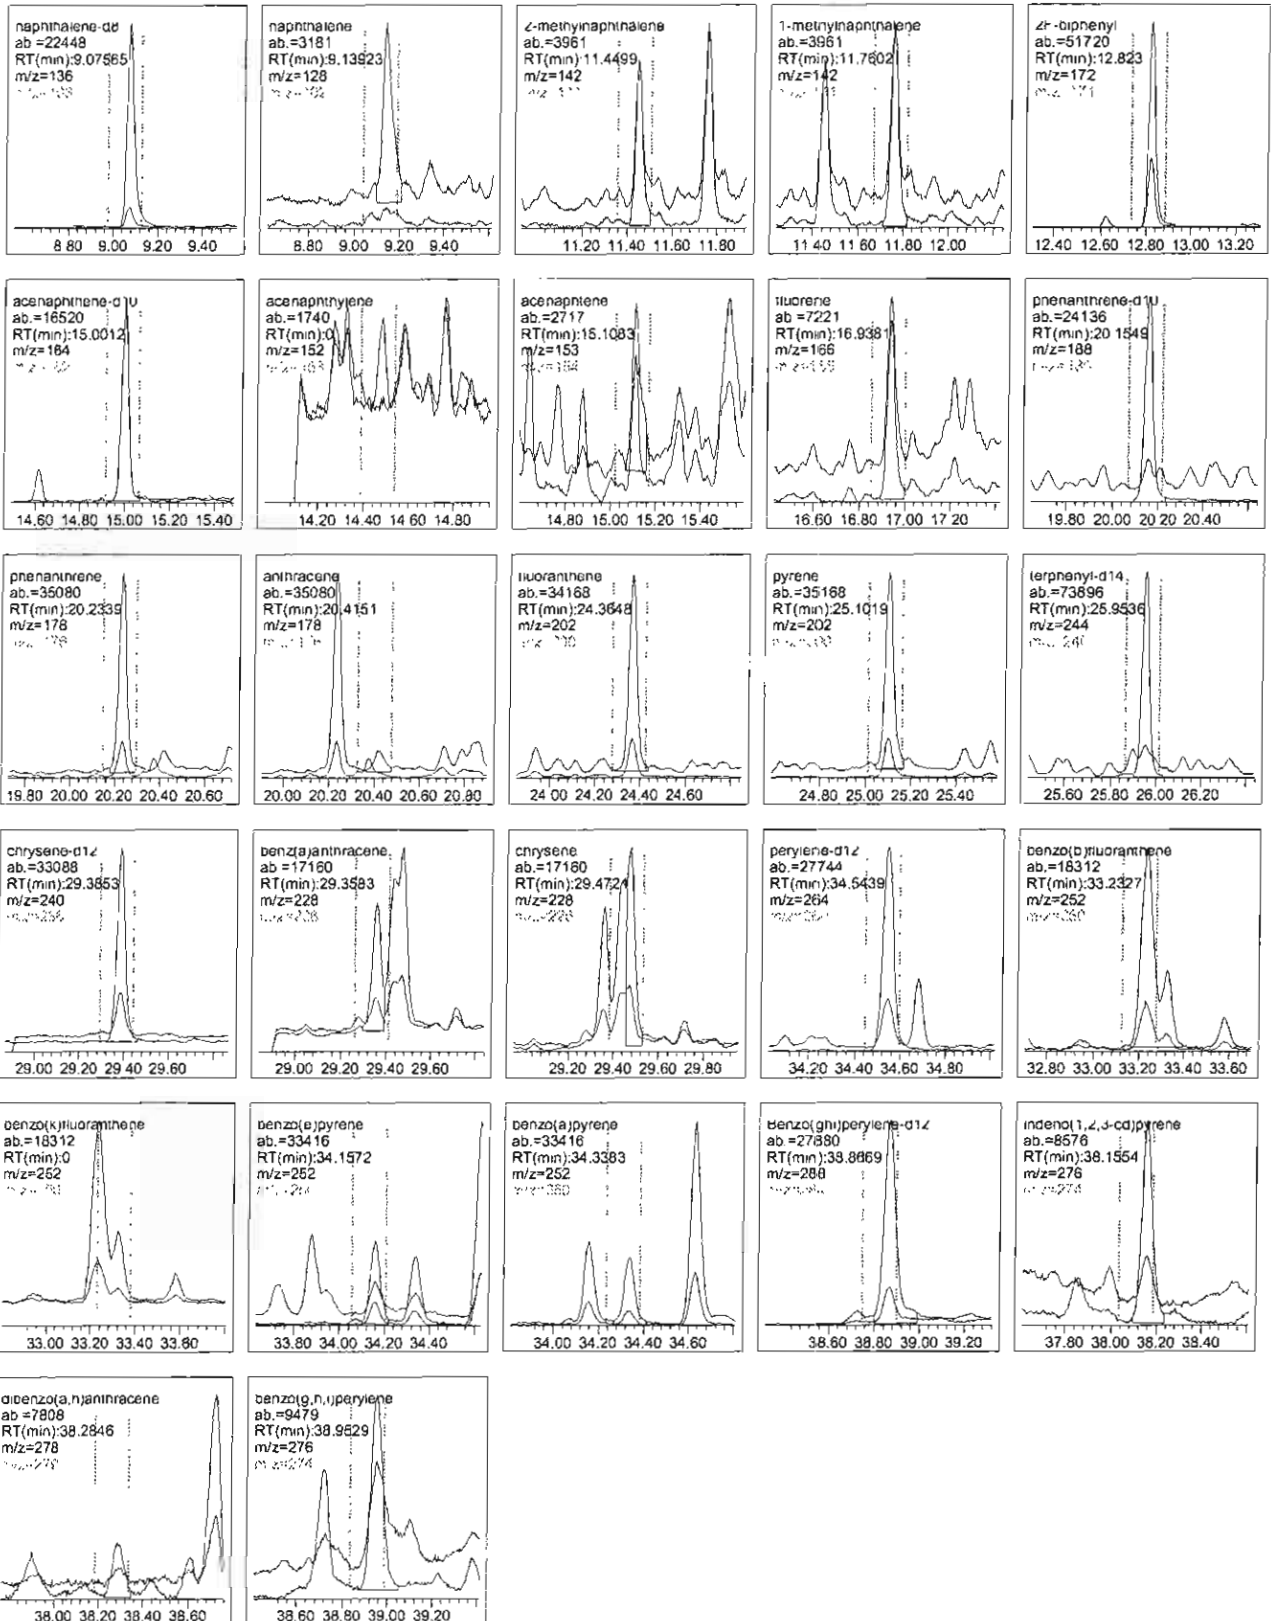 naphthalene-d8
ab =22448
RT(min):9.07565
m/z=136
8.80 9.00 9.20 9.40
naphthalene
ab.=3181
RT(min):9.13923
m/z=128
8.80 9.00 9.20 9.40
2-methylnaphthalene
ab.=3961
RT(min):11.4499
m/z=142
11.20 11.40 11.60 11.80
1-methylnaphthalene
ab.=3961
RT(min):11.7602
m/z=142
11 40 11.60 11.80 12.00
2F-biphenyl
ab.=51720
RT(min):12.823
m/z=172
12.40 12.60 12.80 13.00 13.20
acenaphthene-d10
ab.=16520
RT(min):15.0012
m/z=164
14.60 14.80 15.00 15.20 15.40
acenapnthylene
ab.=1740
RT(min):0
m/z=152
14.20 14.40 14.60 14.80
acenaphtene
ab.=2717
RT(min):15.1083
m/z=153
14.80 15.00 15.20 15.40
fluorene
ab =7221
RT(min):16.9381
m/z=166
16.60 16.80 17.00 17 20
phenanthrene-d10
ab.=24136
RT(min):20 1549
m/z=188
19.80 20.00 20 20 20.40
phenanthrene
ab.=35080
RT(min):20.2339
m/z=178
19.80 20.00 20.20 20.40 20.60
anthracene
ab.=35080
RT(min):20.4151
m/z=178
20.00 20.20 20.40 20.60 20.80
fluoranthene
ab.=34168
RT(min):24.3648
m/z=202
24 00 24.20 24.40 24.60
pyrene
ab.=35168
RT(min):25.1019
m/z=202
24.80 25.00 25.20 25.40
terphenyl-d14
ab.=73896
RT(min):25.9536
m/z=244
25.60 25.80 26.00 26.20
chrysene-d12
ab.=33088
RT(min):29.3853
m/z=240
29.00 29.20 29.40 29.60
benz(a)anthracene
ab =17160
RT(min):29.3583
m/z=228
29.00 29.20 29.40 29.60
chrysene
ab.=17160
RT(min):29.4724
m/z=228
29.20 29.40 29.60 29.80
perylene-d12
ab.=27744
RT(min):34.5439
m/z=264
34.20 34.40 34.60 34.80
benzo(b)fluoranthene
ab.=18312
RT(min):33.2327
m/z=252
32.80 33.00 33.20 33.40 33.60
benzo(k)fluoranthene
ab.=18312
RT(min):0
m/z=252
33.00 33.20 33.40 33.60
benzo(e)pyrene
ab.=33416
RT(min):34.1572
m/z=252
33.80 34.00 34.20 34.40
benzo(a)pyrene
ab.=33416
RT(min):34.3383
m/z=252
34.00 34.20 34.40 34.60
Benzo(ghi)perylene-d12
ab.=27880
RT(min):38.8669
m/z=288
38.60 38.80 39.00 39.20
indeno(1,2,3-cd)pyrene
ab.=8576
RT(min):38.1554
m/z=276
37.80 38.00 38.20 38.40
dibenzo(a,h)anthracene
ab =7808
RT(min):38.2846
m/z=278
38.00 38.20 38.40 38.60
benzo(g,h,i)perylene
ab.=9479
RT(min):38.9529
m/z=276
38.60 38.80 39.00 39.20